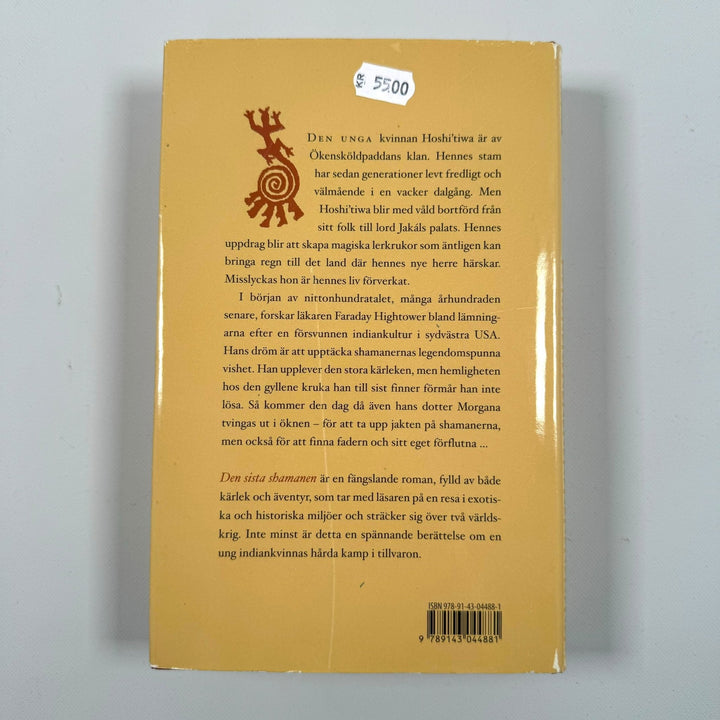 KR 55.00
DEN UNGA kvinnan Hoshi'tiwa är av
Ökensköldpaddans klan. Hennes stam
har sedan generationer levt fredligt och
välmående i en vacker dalgång. Men
Hoshi'tiwa blir med våld bortförd från
sitt folk till lord Jakáls palats. Hennes
uppdrag blir att skapa magiska lerkrukor som äntligen kan
bringa regn till det land där hennes nye herre härskar.
Misslyckas hon är hennes liv förverkat.
I början av nittonhundratalet, många århundraden
senare, forskar läkaren Faraday Hightower bland lämning-
arna efter en försvunnen indiankultur i sydvästra USA.
Hans dröm är att upptäcka shamanernas legendomspunna
vishet. Han upplever den stora kärleken, men hemligheten
hos den gyllene kruka han till sist finner förmår han inte
lösa. Så kommer den dag då även hans dotter Morgana
tvingas ut i öknen – för att ta upp jakten på shamanerna,
men också för att finna fadern och sitt eget förflutna ...
Den sista shamanen är en fängslande roman, fylld av både
kärlek och äventyr, som tar med läsaren på en resa i exotis-
ka och historiska miljöer och sträcker sig över två världs-
krig. Inte minst är detta en spännande berättelse om en
ung indiankvinnas hårda kamp i tillvaron.
ISBN 978-91-43-04488-1
9 789143 044881